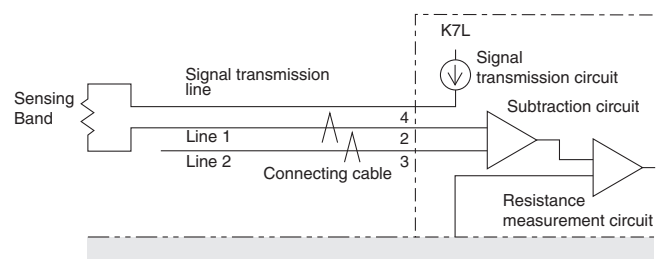 K7L
Signal
transmission circuit
Signal transmission
line
Sensing
Band
Subtraction circuit
4
Line 1
2
Line 2
3
Connecting cable
Resistance
measurement circuit